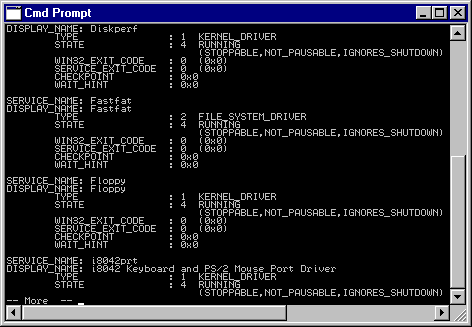 Cmd Prompt
DISPLAY_NAME: Diskperf
        TYPE               : 1  KERNEL_DRIVER
        STATE              : 4  RUNNING
                                (STOPPABLE,NOT_PAUSABLE,IGNORES_SHUTDOWN)
        WIN32_EXIT_CODE    : 0  (0x0)
        SERVICE_EXIT_CODE  : 0  (0x0)
        CHECKPOINT         : 0x0
        WAIT_HINT          : 0x0

SERVICE_NAME: Fastfat
DISPLAY_NAME: Fastfat
        TYPE               : 2  FILE_SYSTEM_DRIVER
        STATE              : 4  RUNNING
                                (STOPPABLE,NOT_PAUSABLE,IGNORES_SHUTDOWN)
        WIN32_EXIT_CODE    : 0  (0x0)
        SERVICE_EXIT_CODE  : 0  (0x0)
        CHECKPOINT         : 0x0
        WAIT_HINT          : 0x0

SERVICE_NAME: Floppy
DISPLAY_NAME: Floppy
        TYPE               : 1  KERNEL_DRIVER
        STATE              : 4  RUNNING
                                (STOPPABLE,NOT_PAUSABLE,IGNORES_SHUTDOWN)
        WIN32_EXIT_CODE    : 0  (0x0)
        SERVICE_EXIT_CODE  : 0  (0x0)
        CHECKPOINT         : 0x0
        WAIT_HINT          : 0x0

SERVICE_NAME: i8042prt
DISPLAY_NAME: i8042 Keyboard and PS/2 Mouse Port Driver
        TYPE               : 1  KERNEL_DRIVER
        STATE              : 4  RUNNING
                                (STOPPABLE,NOT_PAUSABLE,IGNORES_SHUTDOWN)
-- More  --